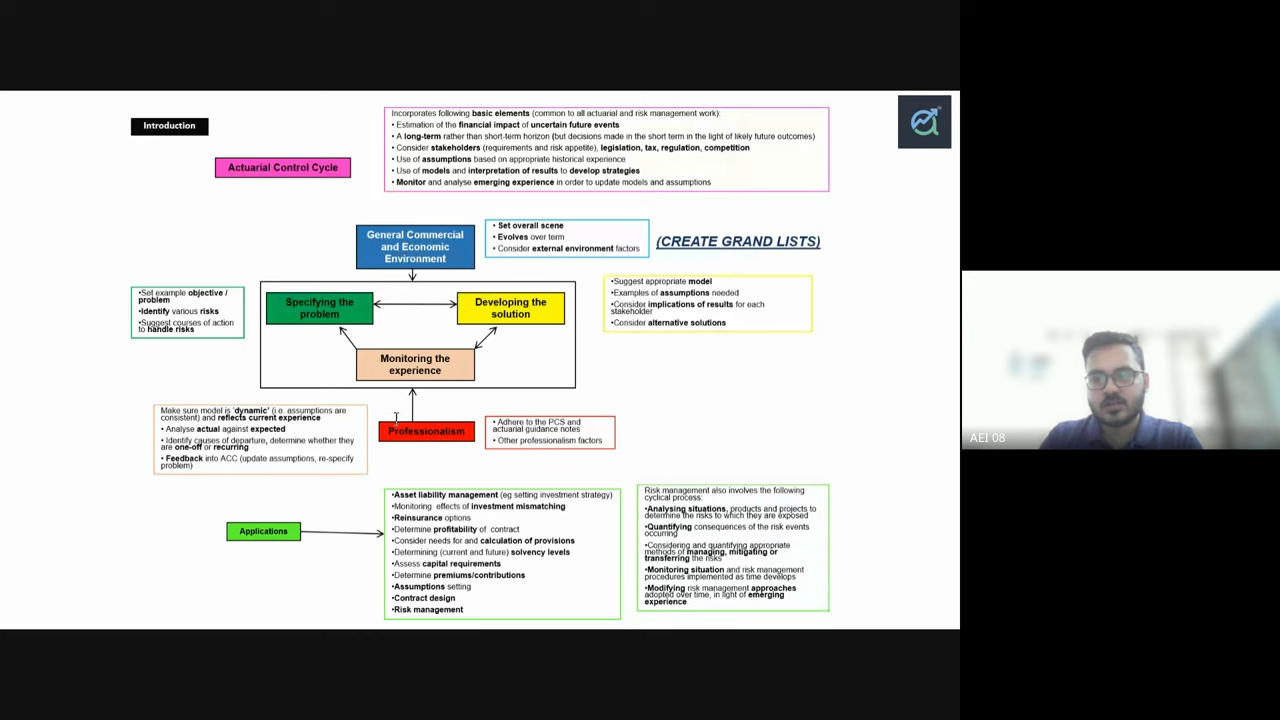 Introduction
Actuarial Control Cycle
Incorporates following basic elements (common to all actuarial and risk management work):
• Estimation of the financial impact of uncertain future events
• A long-term rather than short-term horizon (but decisions made in the short term in the light of likely future outcomes)
• Consider stakeholders (requirements and risk appetite), legislation, tax, regulation, competition
• Use of assumptions based on appropriate historical experience
• Use of models and interpretation of results to develop strategies
• Monitor and analyse emerging experience in order to update models and assumptions
General Commercial
and Economic
Environment
• Set overall scene
• Evolves over term
• Consider external environment factors
(CREATE GRAND LISTS)
•Set example objective /
problem
•Identify various risks
•Suggest courses of action
to handle risks
Specifying the
problem
Developing the
solution
Monitoring the
experience
•Suggest appropriate model
•Examples of assumptions needed
•Consider implications of results for each
stakeholder
•Consider alternative solutions
Make sure model is 'dynamic' (i.e. assumptions are
consistent) and reflects current experience
• Analyse actual against expected
• Identify causes of departure, determine whether they
are one-off or recurring
• Feedback into ACC (update assumptions, re-specify
problem)
Professionalism
• Adhere to the PCS and
actuarial guidance notes
• Other professionalism factors
Applications
•Asset liability management (eg setting investment strategy)
•Monitoring effects of investment mismatching
•Reinsurance options
•Determine profitability of contract
•Consider needs for and calculation of provisions
•Determining (current and future) solvency levels
•Assess capital requirements
•Determine premiums/contributions
•Assumptions setting
•Contract design
•Risk management
Risk management also involves the following
cyclical process:
•Analysing situations, products and projects to
determine the risks to which they are exposed
•Quantifying consequences of the risk events
occurring
•Considering and quantifying appropriate
methods of managing, mitigating or
transferring the risks
•Monitoring situation and risk management
procedures implemented as time develops
•Modifying risk management approaches
adopted over time, in light of emerging
experience
AEI 08